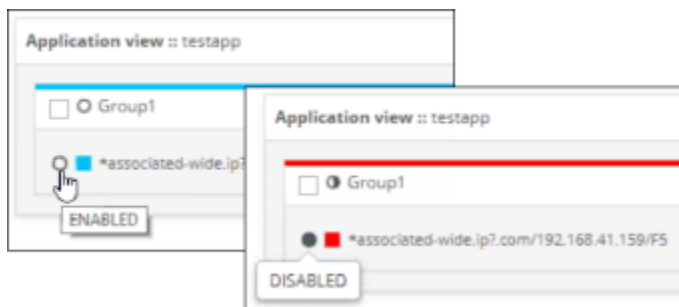 Application view :: testapp
Group1
*associated-wide.ip?
ENABLED
Application view :: testapp
Group1
*associated-wide.ip?.com/192.168.41.159/F5
DISABLED